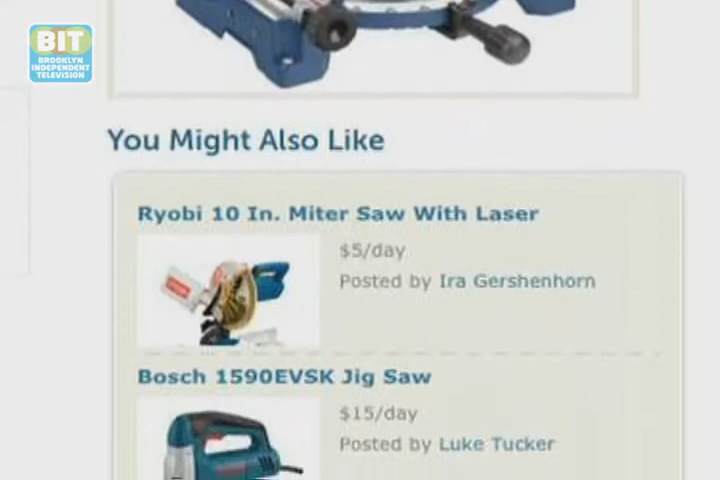 BIT
BROOKLYN
INDEPENDENT
TELEVISION
You Might Also Like
Ryobi 10 In. Miter Saw With Laser
$5/day
Posted by Ira Gershenhorn
Bosch 1590EVSK Jig Saw
$15/day
Posted by Luke Tucker